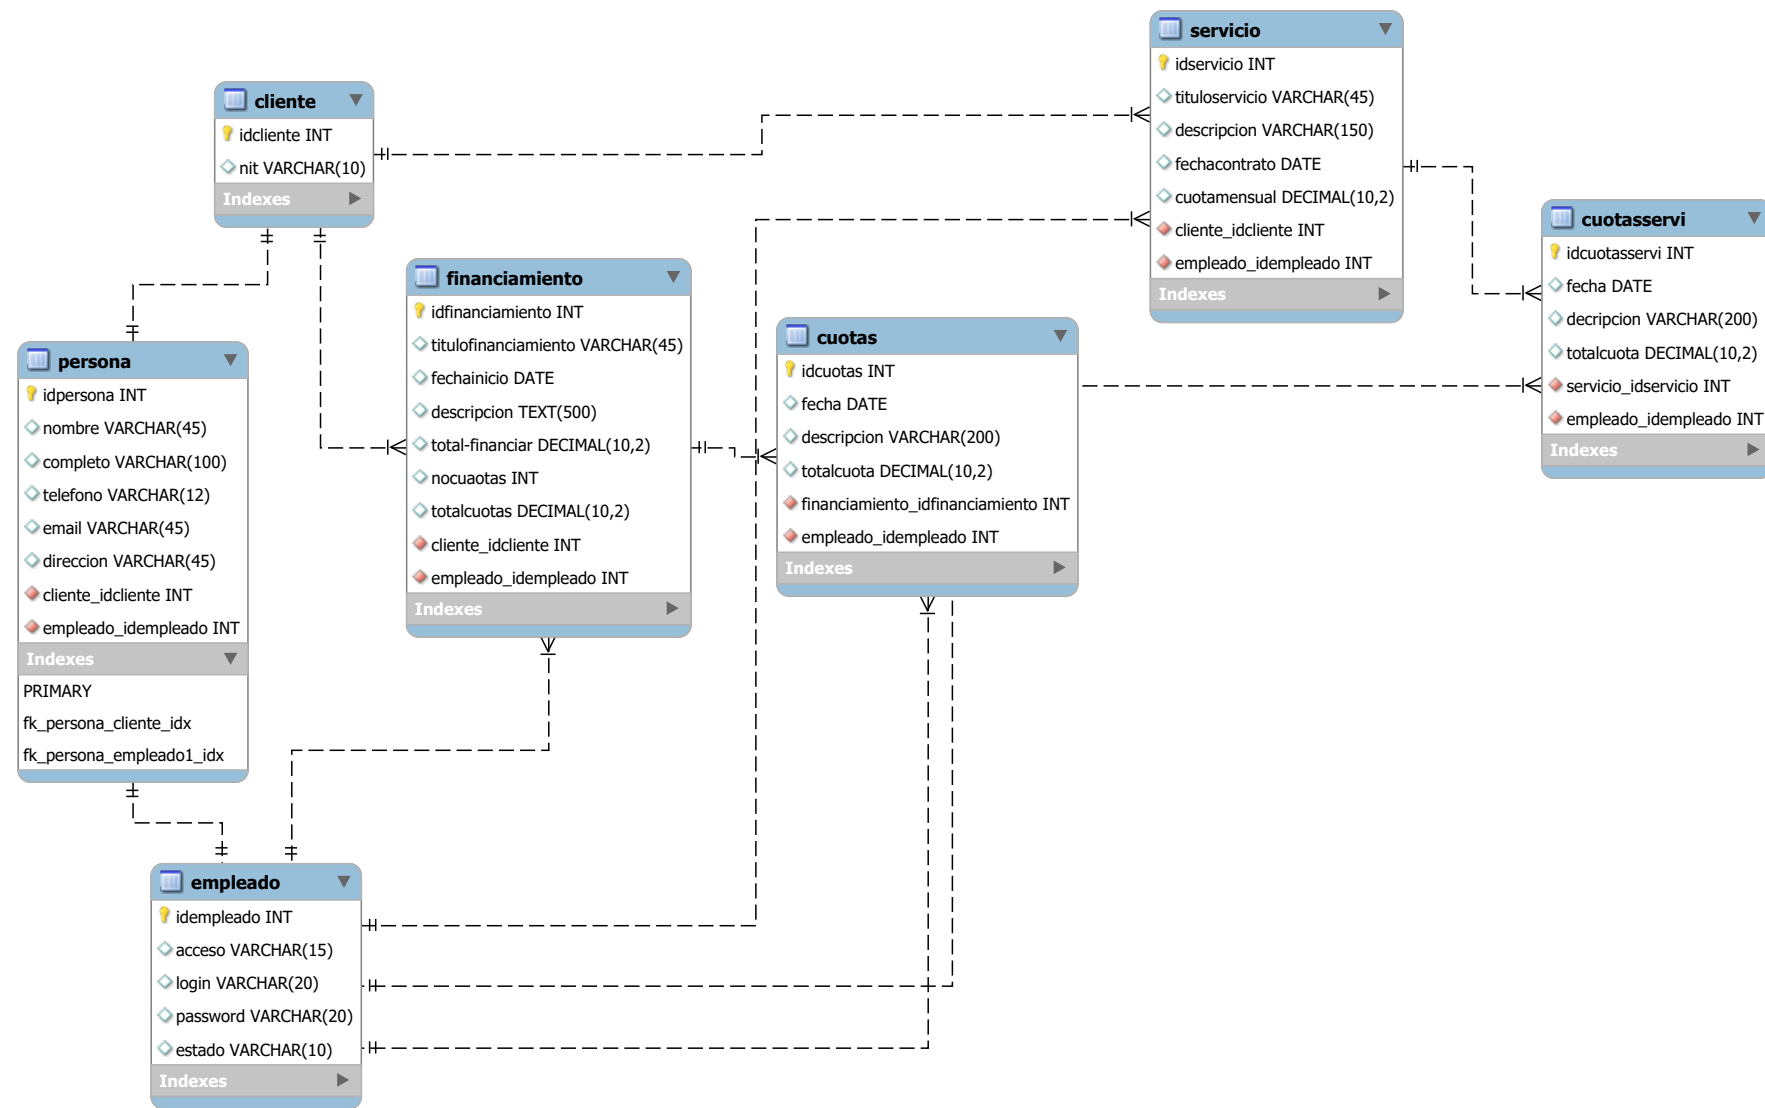 cliente
idcliente INT
nit VARCHAR(10)
Indexes
persona
idpersona INT
nombre VARCHAR(45)
completo VARCHAR(100)
telefono VARCHAR(12)
email VARCHAR(45)
direccion VARCHAR(45)
cliente_idcliente INT
empleado_idempleado INT
Indexes
PRIMARY
fk_persona_cliente_idx
fk_persona_empleado1_idx
empleado
idempleado INT
acceso VARCHAR(15)
login VARCHAR(20)
password VARCHAR(20)
estado VARCHAR(10)
Indexes
financiamiento
idfinanciamiento INT
titulofinanciamiento VARCHAR(45)
fechainicio DATE
descripcion TEXT(500)
total-financiar DECIMAL(10,2)
nocuaotas INT
totalcuotas DECIMAL(10,2)
cliente_idcliente INT
empleado_idempleado INT
Indexes
cuotas
idcuotas INT
fecha DATE
descripcion VARCHAR(200)
totalcuota DECIMAL(10,2)
financiamiento_idfinanciamiento INT
empleado_idempleado INT
Indexes
servicio
idservicio INT
tituloservicio VARCHAR(45)
descripcion VARCHAR(150)
fechacontrato DATE
cuotamensual DECIMAL(10,2)
cliente_idcliente INT
empleado_idempleado INT
Indexes
cuotasservi
idcuotasservi INT
fecha DATE
decripcion VARCHAR(200)
totalcuota DECIMAL(10,2)
servicio_idservicio INT
empleado_idempleado INT
Indexes